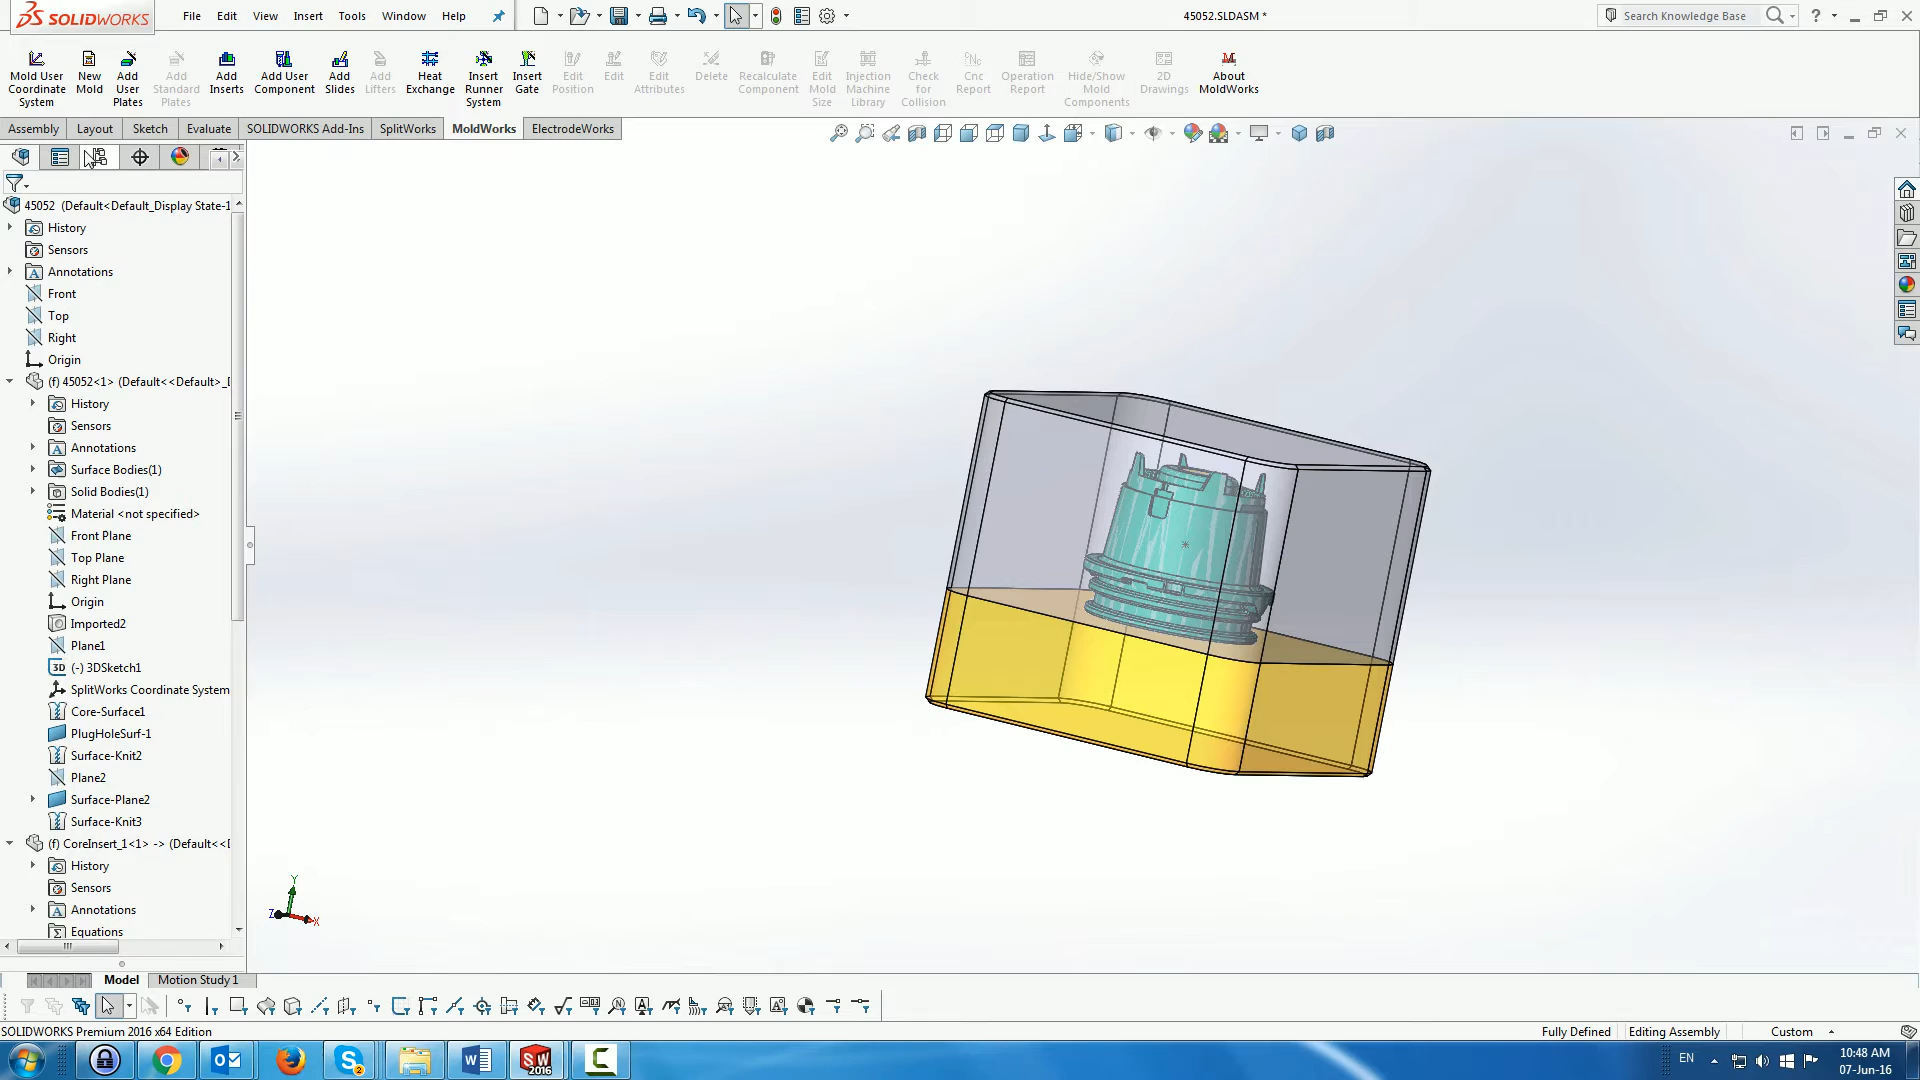 SOLIDWORKS
File Edit View Insert Tools Window Help
45052.SLDASM *
Search Knowledge Base
Mold User Coordinate System
New Mold
Add User Plates
Add Standard Plates
Add Inserts
Add User Component
Add Slides
Add Lifters
Heat Exchange
Insert Runner System
Insert Gate
Edit Position
Edit
Edit Attributes
Delete
Recalculate Component
Edit Mold Size
Injection Machine Library
Check for Collision
Cnc Report
Operation Report
Hide/Show Mold Components
2D Drawings
About MoldWorks
Assembly Layout Sketch Evaluate SOLIDWORKS Add-Ins SplitWorks MoldWorks ElectrodeWorks
45052 (Default<Default_Display State-1
History
Sensors
Annotations
Front
Top
Right
Origin
(f) 45052<1> (Default<<Default>_D
History
Sensors
Annotations
Surface Bodies(1)
Solid Bodies(1)
Material <not specified>
Front Plane
Top Plane
Right Plane
Origin
Imported2
Plane1
3D (-) 3DSketch1
SplitWorks Coordinate System
Core-Surface1
PlugHoleSurf-1
Surface-Knit2
Plane2
Surface-Plane2
Surface-Knit3
(f) CoreInsert_1<1> -> (Default<<D
History
Sensors
Annotations
Equations
Y
Z
X
Model Motion Study 1
SOLIDWORKS Premium 2016 x64 Edition
Fully Defined
Editing Assembly
Custom
EN
10:48 AM
07-Jun-16